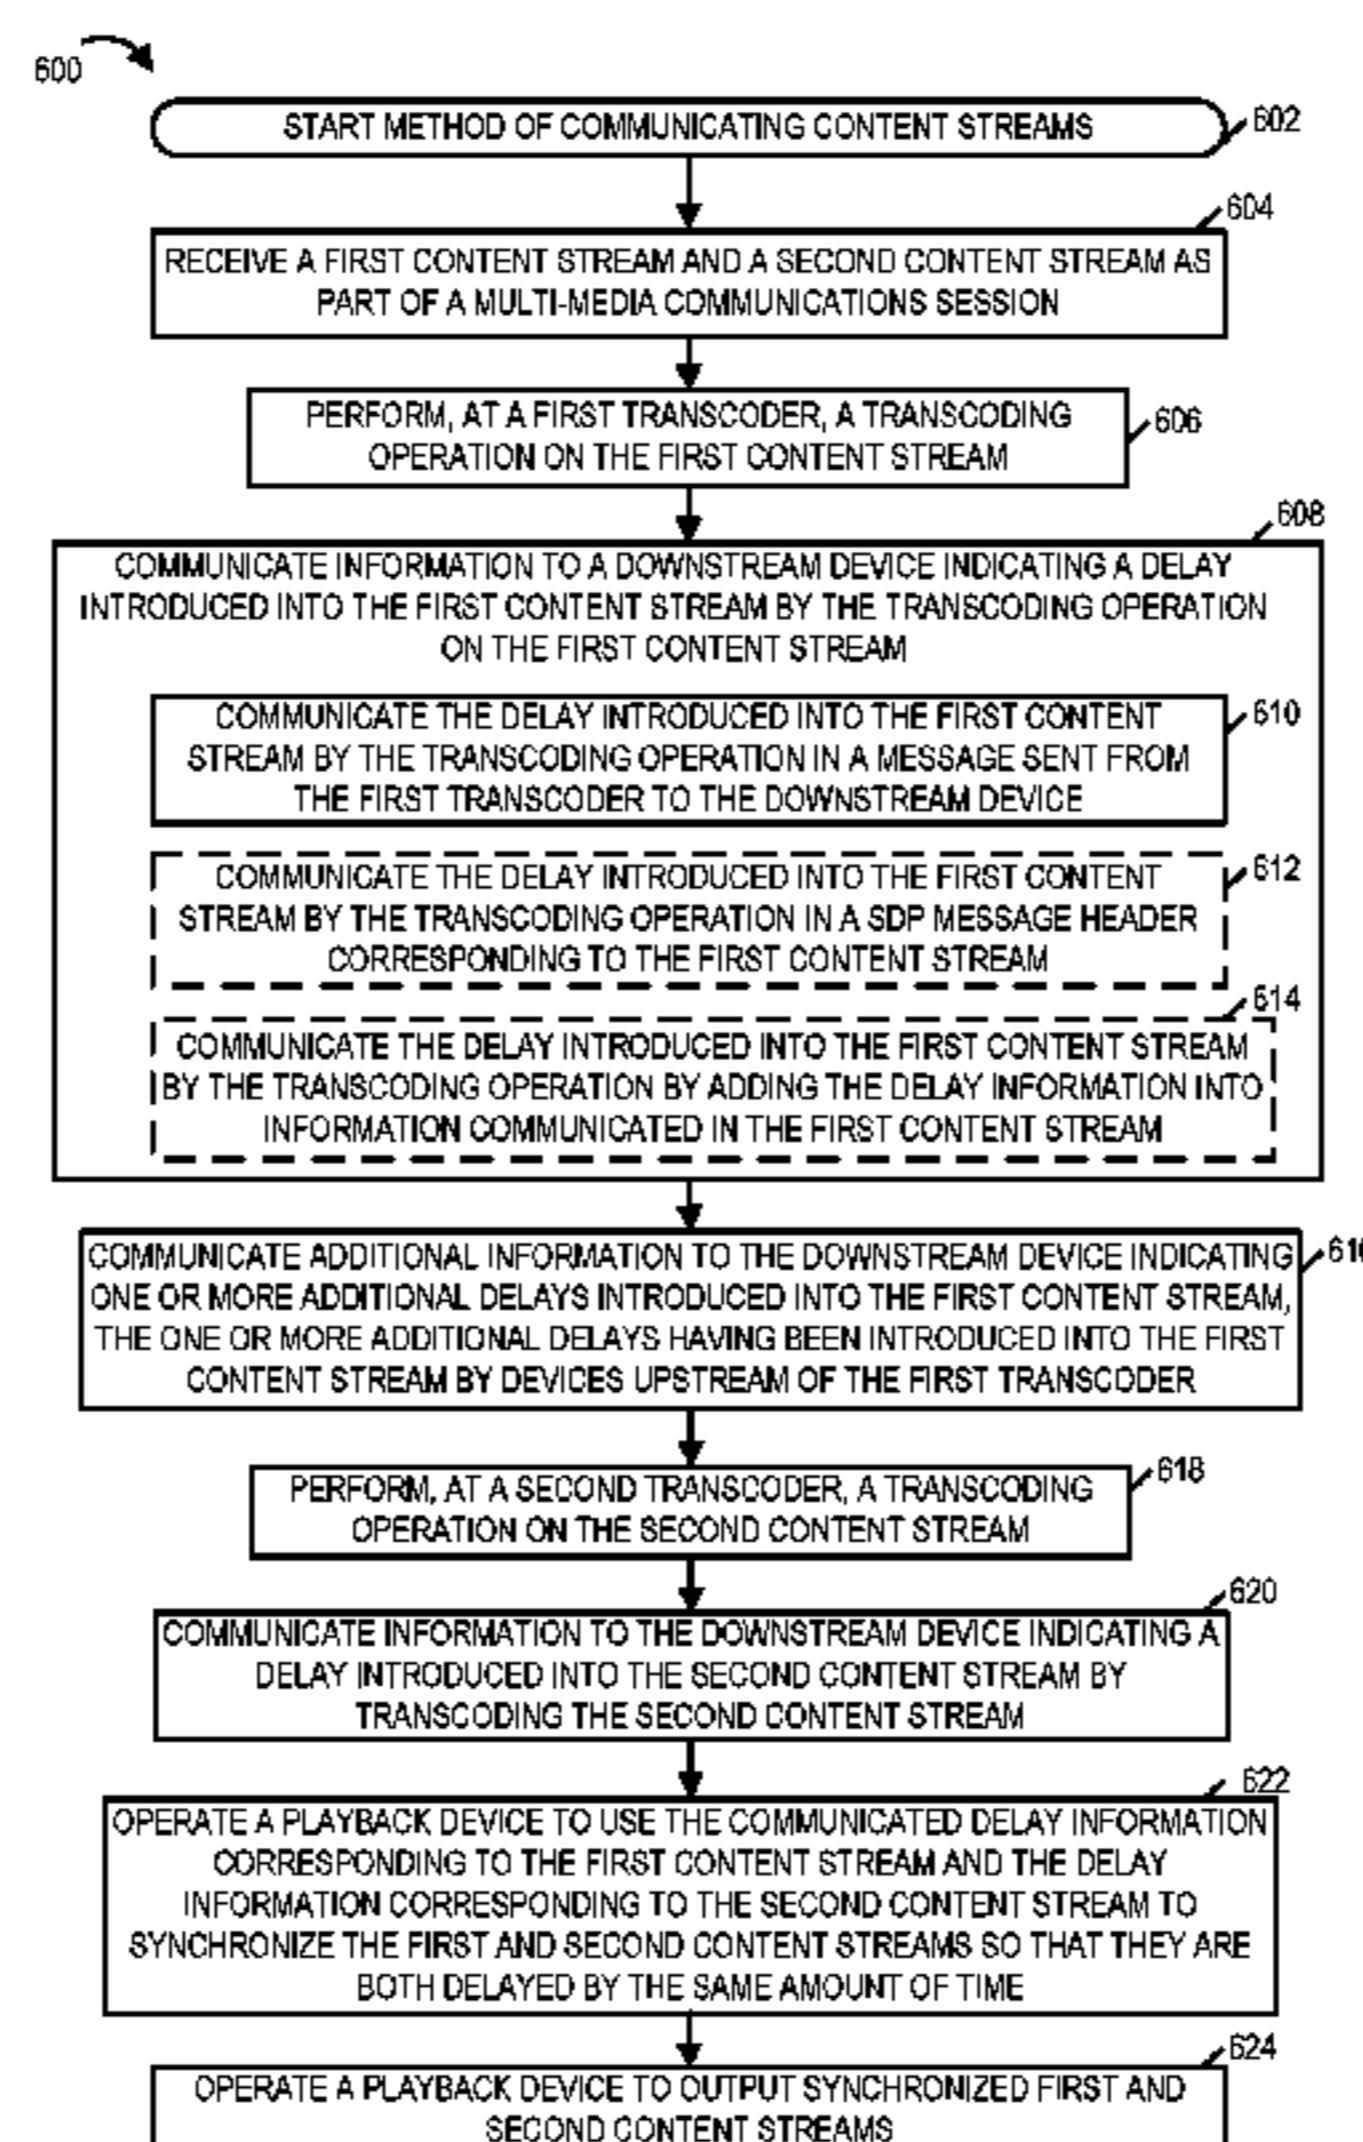 600
START METHOD OF COMMUNICATING CONTENT STREAMS
602
604
RECEIVE A FIRST CONTENT STREAM AND A SECOND CONTENT STREAM AS
PART OF A MULTI-MEDIA COMMUNICATIONS SESSION
PERFORM, AT A FIRST TRANSCODER, A TRANSCODING
OPERATION ON THE FIRST CONTENT STREAM
606
608
COMMUNICATE INFORMATION TO A DOWNSTREAM DEVICE INDICATING A DELAY
INTRODUCED INTO THE FIRST CONTENT STREAM BY THE TRANSCODING OPERATION
ON THE FIRST CONTENT STREAM
COMMUNICATE THE DELAY INTRODUCED INTO THE FIRST CONTENT
STREAM BY THE TRANSCODING OPERATION IN A MESSAGE SENT FROM
THE FIRST TRANSCODER TO THE DOWNSTREAM DEVICE
610
COMMUNICATE THE DELAY INTRODUCED INTO THE FIRST CONTENT
STREAM BY THE TRANSCODING OPERATION IN A SDP MESSAGE HEADER
CORRESPONDING TO THE FIRST CONTENT STREAM
612
614
COMMUNICATE THE DELAY INTRODUCED INTO THE FIRST CONTENT STREAM
BY THE TRANSCODING OPERATION BY ADDING THE DELAY INFORMATION INTO
INFORMATION COMMUNICATED IN THE FIRST CONTENT STREAM
COMMUNICATE ADDITIONAL INFORMATION TO THE DOWNSTREAM DEVICE INDICATING
ONE OR MORE ADDITIONAL DELAYS INTRODUCED INTO THE FIRST CONTENT STREAM,
THE ONE OR MORE ADDITIONAL DELAYS HAVING BEEN INTRODUCED INTO THE FIRST
CONTENT STREAM BY DEVICES UPSTREAM OF THE FIRST TRANSCODER
PERFORM, AT A SECOND TRANSCODER, A TRANSCODING
OPERATION ON THE SECOND CONTENT STREAM
618
620
COMMUNICATE INFORMATION TO THE DOWNSTREAM DEVICE INDICATING A
DELAY INTRODUCED INTO THE SECOND CONTENT STREAM BY
TRANSCODING THE SECOND CONTENT STREAM
622
OPERATE A PLAYBACK DEVICE TO USE THE COMMUNICATED DELAY INFORMATION
CORRESPONDING TO THE FIRST CONTENT STREAM AND THE DELAY
INFORMATION CORRESPONDING TO THE SECOND CONTENT STREAM TO
SYNCHRONIZE THE FIRST AND SECOND CONTENT STREAMS SO THAT THEY ARE
BOTH DELAYED BY THE SAME AMOUNT OF TIME
624
OPERATE A PLAYBACK DEVICE TO OUTPUT SYNCHRONIZED FIRST AND
SECOND CONTENT STREAMS